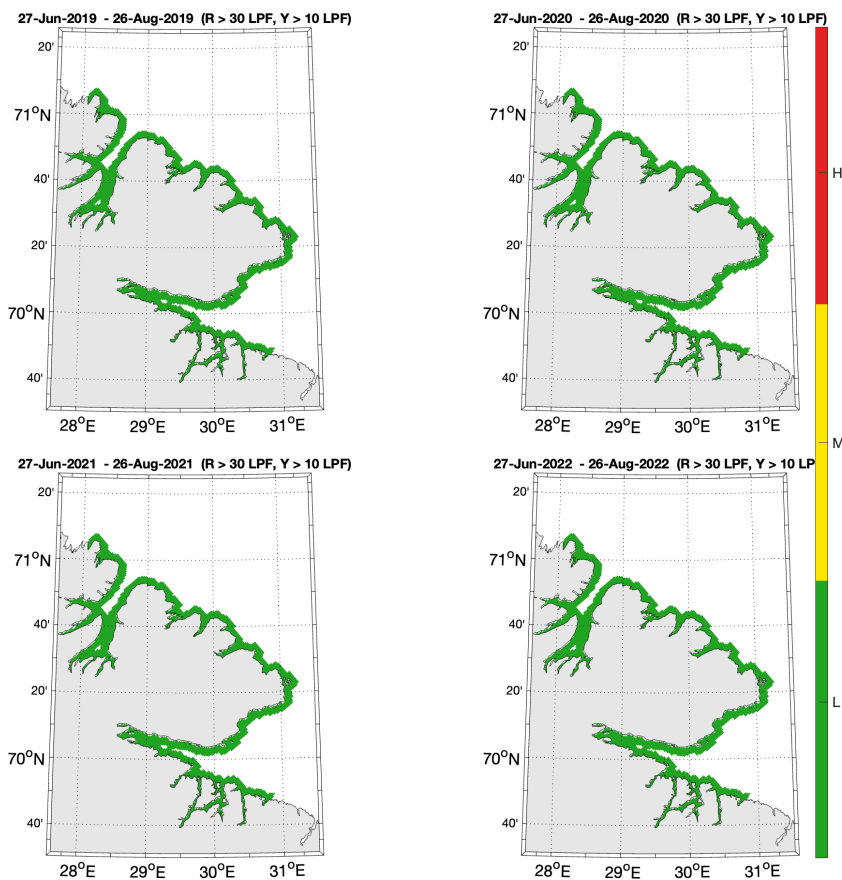 27-Jun-2019 - 26-Aug-2019 (R > 30 LPF, Y > 10 LPF)
20'
71°N
40'
20'
70°N
40'
28°E 29°E 30°E 31°E
27-Jun-2020 - 26-Aug-2020 (R > 30 LPF, Y > 10 LPF)
20'
71°N
40'
20'
70°N
40'
28°E 29°E 30°E 31°E
H
M
L
27-Jun-2021 - 26-Aug-2021 (R > 30 LPF, Y > 10 LPF)
20'
71°N
40'
20'
70°N
40'
28°E 29°E 30°E 31°E
27-Jun-2022 - 26-Aug-2022 (R > 30 LPF, Y > 10 LP
20'
71°N
40'
20'
70°N
40'
28°E 29°E 30°E 31°E